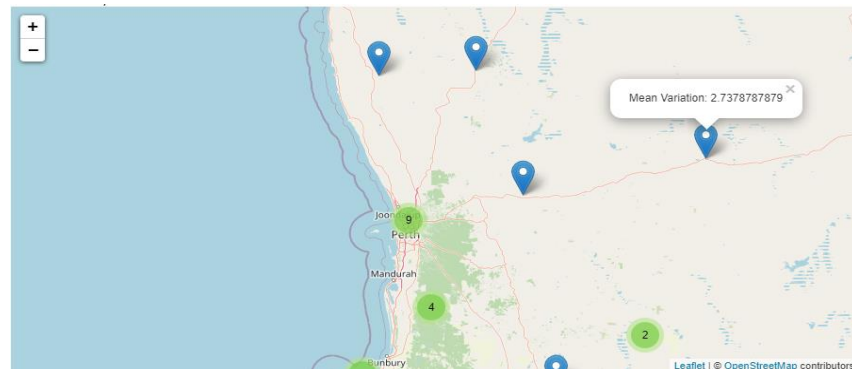 +
−
Mean Variation: 2.7378787879
×
9
Perth
Mandurah
4
2
Bunbury
Leaflet | © OpenStreetMap contributors